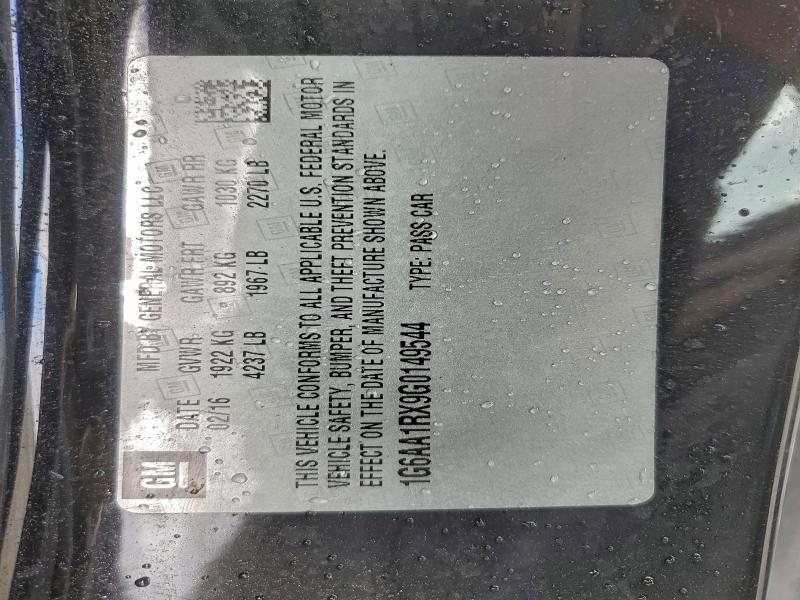 GM
MFD BY GENERAL MOTORS LLC
DATE GVWR GAWR FRT GAWR RR
02/16 1922 KG 892 KG 1030 KG
4237 LB 1967 LB 2270 LB
THIS VEHICLE CONFORMS TO ALL APPLICABLE U.S. FEDERAL MOTOR
VEHICLE SAFETY, BUMPER, AND THEFT PREVENTION STANDARDS IN
EFFECT ON THE DATE OF MANUFACTURE SHOWN ABOVE.
1G6AA1RX9G0149544 TYPE: PASS CAR